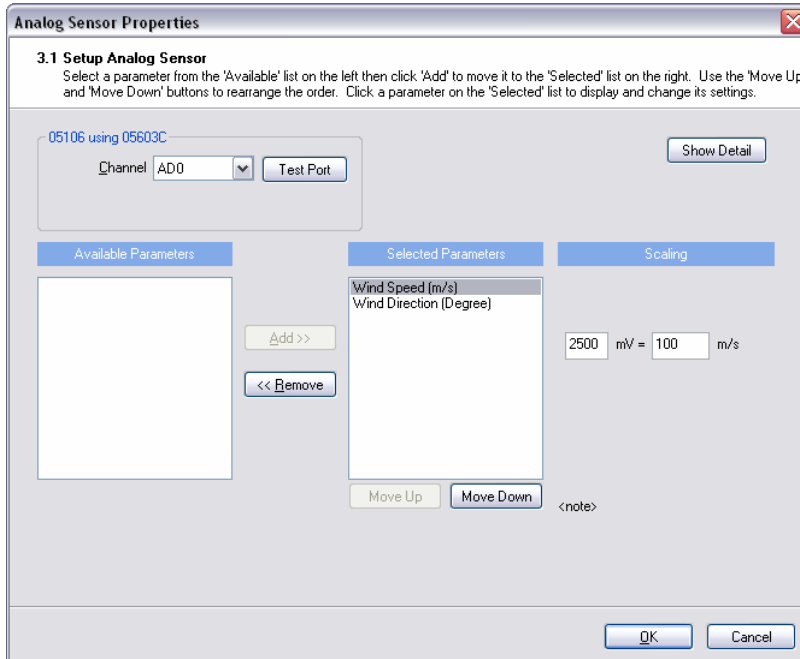 Analog Sensor Properties
3.1 Setup Analog Sensor
Select a parameter from the 'Available' list on the left then click 'Add' to move it to the 'Selected' list on the right.  Use the 'Move Up
and 'Move Down' buttons to rearrange the order.  Click a parameter on the 'Selected' list to display and change its settings.
05106 using 05603C
Channel AD0 Test Port
Show Detail
Available Parameters Selected Parameters Scaling
Wind Speed (m/s)
Wind Direction (Degree)
Add >>
2500 mV = 100 m/s
<< Remove
Move Up Move Down
<note>
OK Cancel